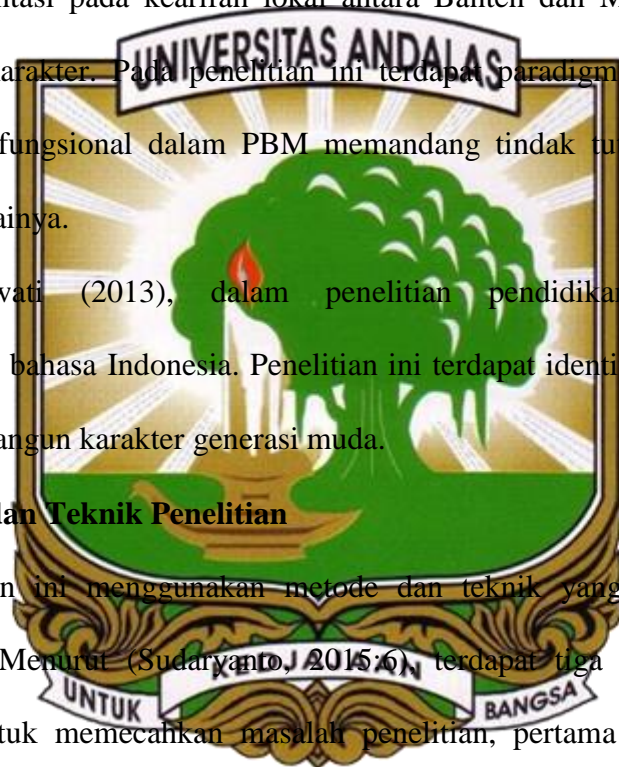 ntasi pada kearifan lokal antara Banten dan M
UNIVERSITAS ANDALAS
arakter. Pada penelitian ini terdapat paradigm
fungsional dalam PBM memandang tindak tu
ainya.
wati (2013), dalam penelitian pendidikan
bahasa Indonesia. Penelitian ini terdapat identi
angun karakter generasi muda.
dan Teknik Penelitian
n ini menggunakan metode dan teknik yang
Menurut (Sudaryanto, 2015:6), terdapat tiga
UNTUK KEDJAJAAN BANGSA
tuk memecahkan masalah penelitian, pertama